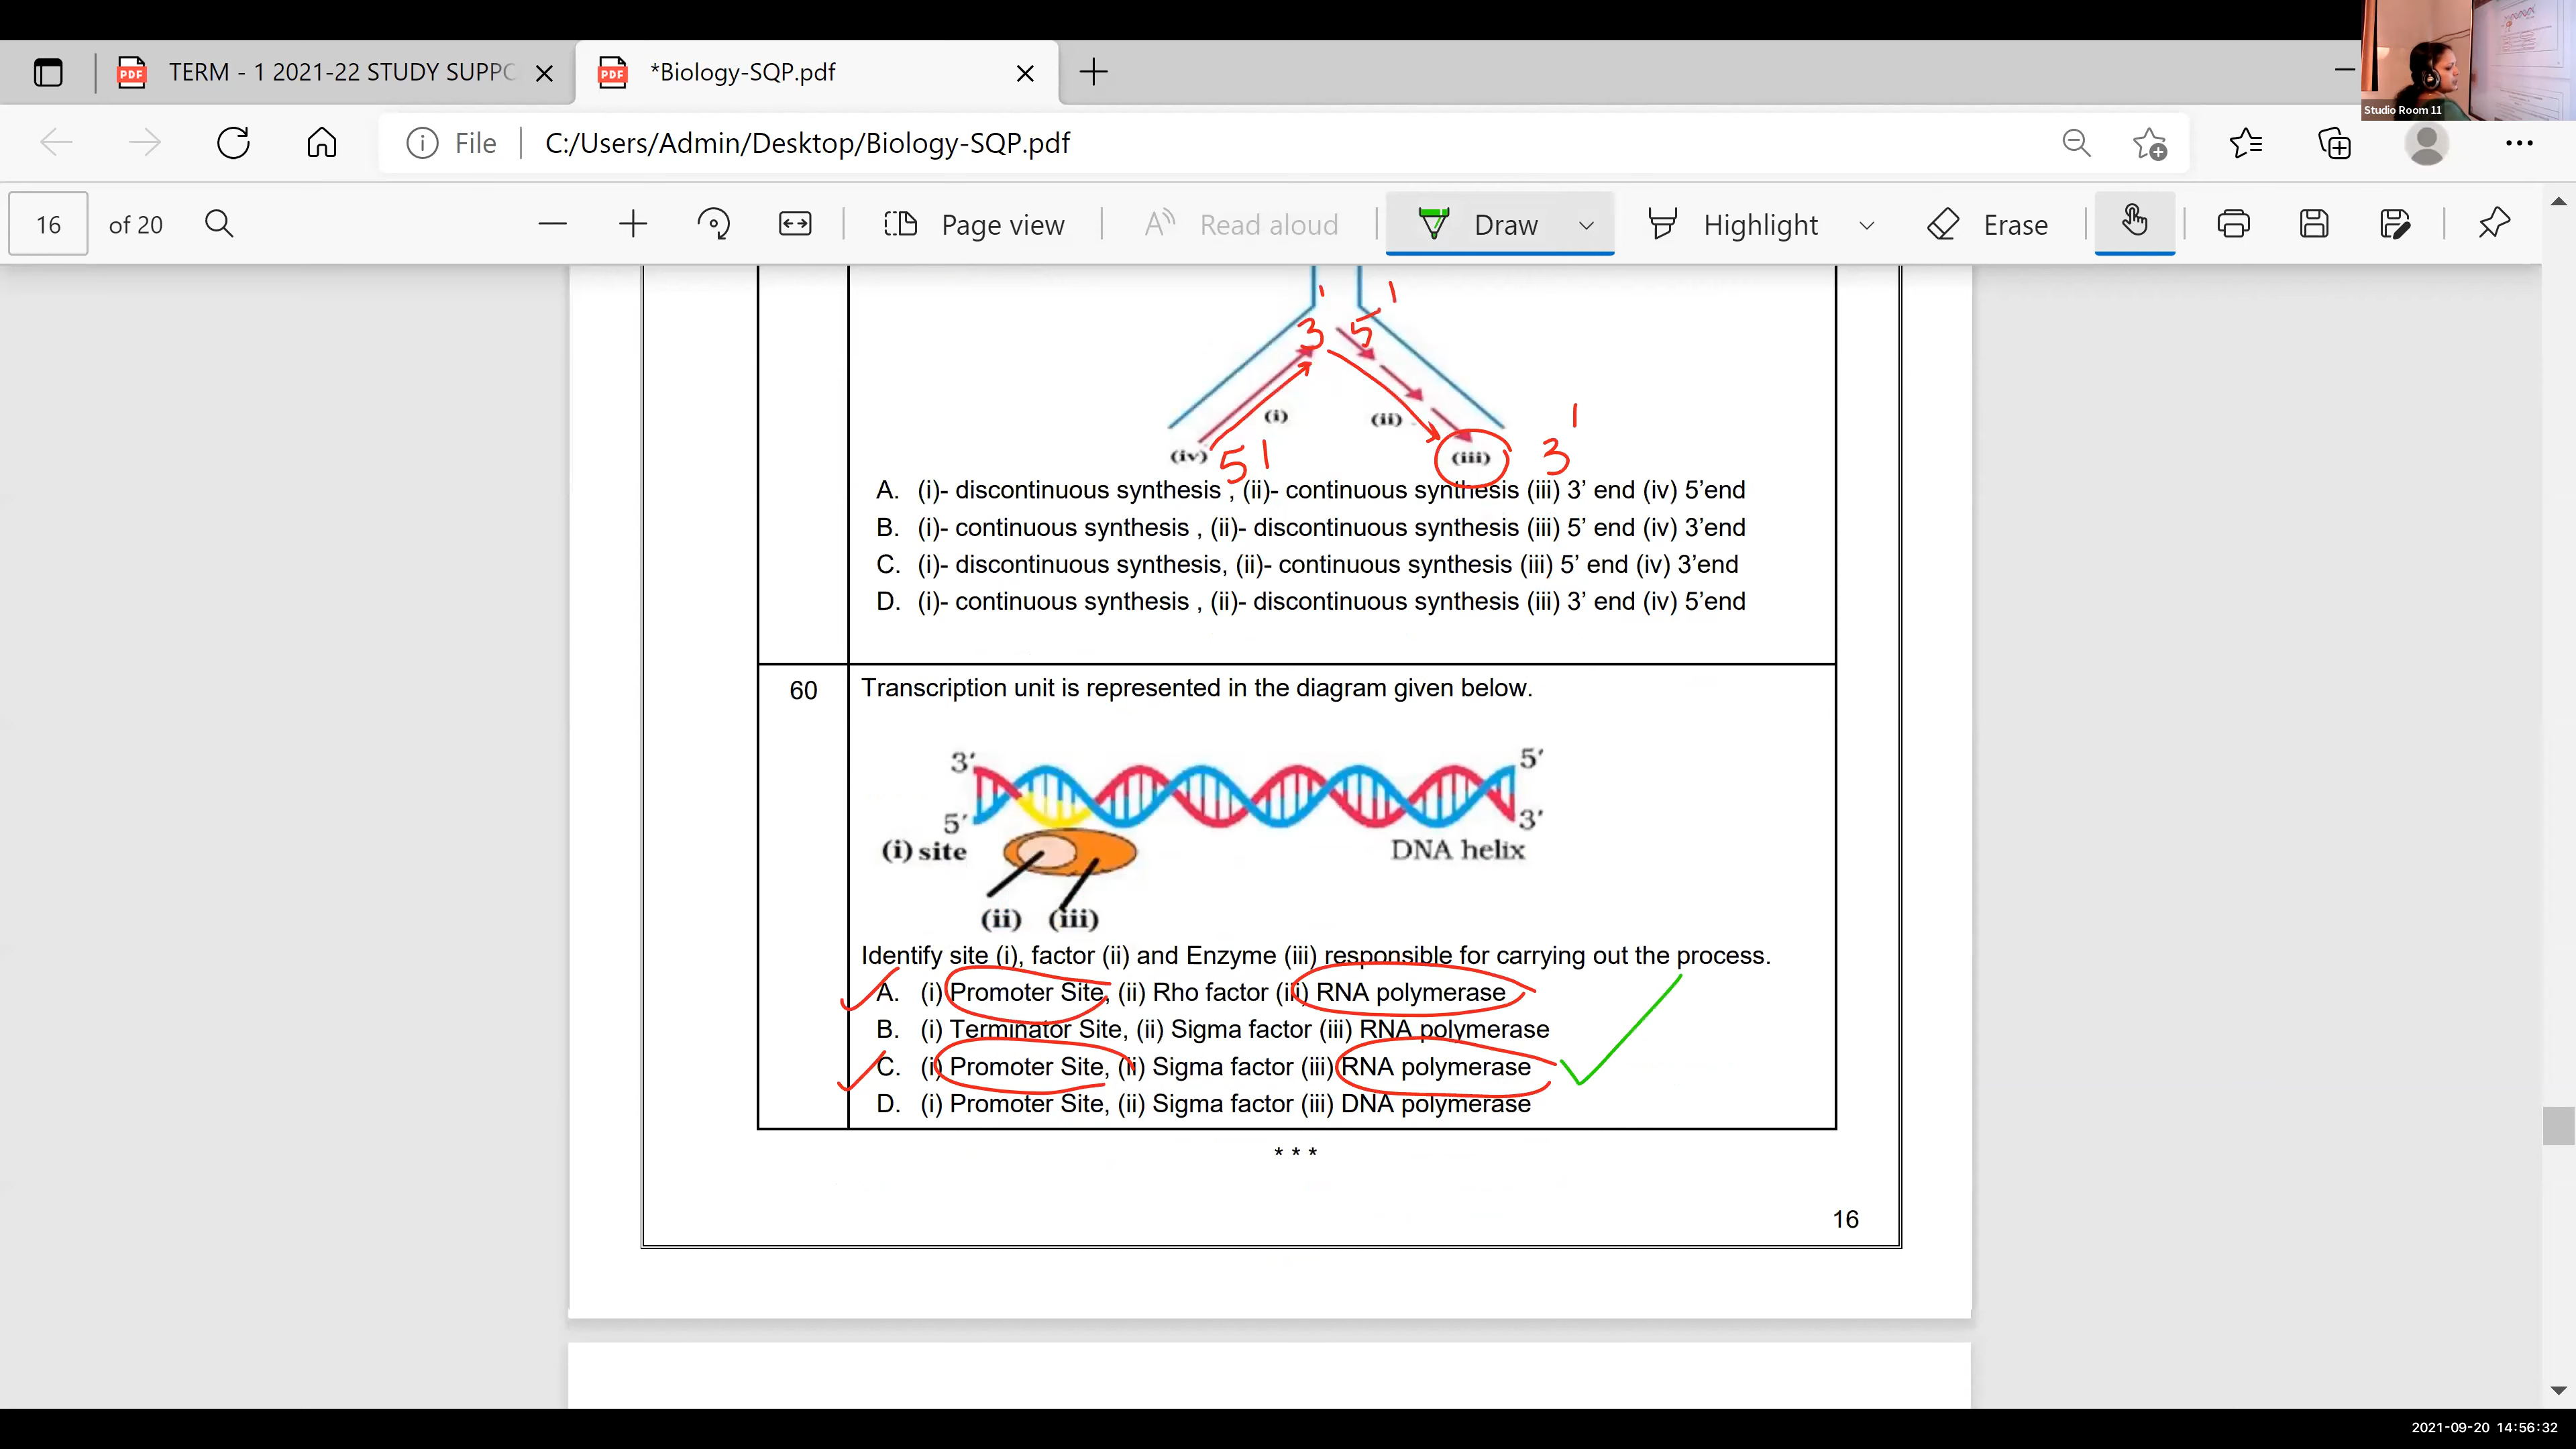 TERM - 1 2021-22 STUDY SUPPO
*Biology-SQP.pdf
Studio Room 11
File
C:/Users/Admin/Desktop/Biology-SQP.pdf
16 of 20
Page view
Read aloud
Draw
Highlight
Erase
3' 5'
(i) (ii)
(iv) 5' (iii) 3'
A. (i)- discontinuous synthesis , (ii)- continuous synthesis (iii) 3’ end (iv) 5’end
B. (i)- continuous synthesis , (ii)- discontinuous synthesis (iii) 5’ end (iv) 3’end
C. (i)- discontinuous synthesis, (ii)- continuous synthesis (iii) 5’ end (iv) 3’end
D. (i)- continuous synthesis , (ii)- discontinuous synthesis (iii) 3’ end (iv) 5’end
60 Transcription unit is represented in the diagram given below.
3′ 5′
5′ 3′
(i) site DNA helix
(ii) (iii)
Identify site (i), factor (ii) and Enzyme (iii) responsible for carrying out the process.
A. (i) Promoter Site, (ii) Rho factor (iii) RNA polymerase
B. (i) Terminator Site, (ii) Sigma factor (iii) RNA polymerase
C. (i) Promoter Site, (ii) Sigma factor (iii) RNA polymerase
D. (i) Promoter Site, (ii) Sigma factor (iii) DNA polymerase
* * *
16
2021-09-20 14:56:32